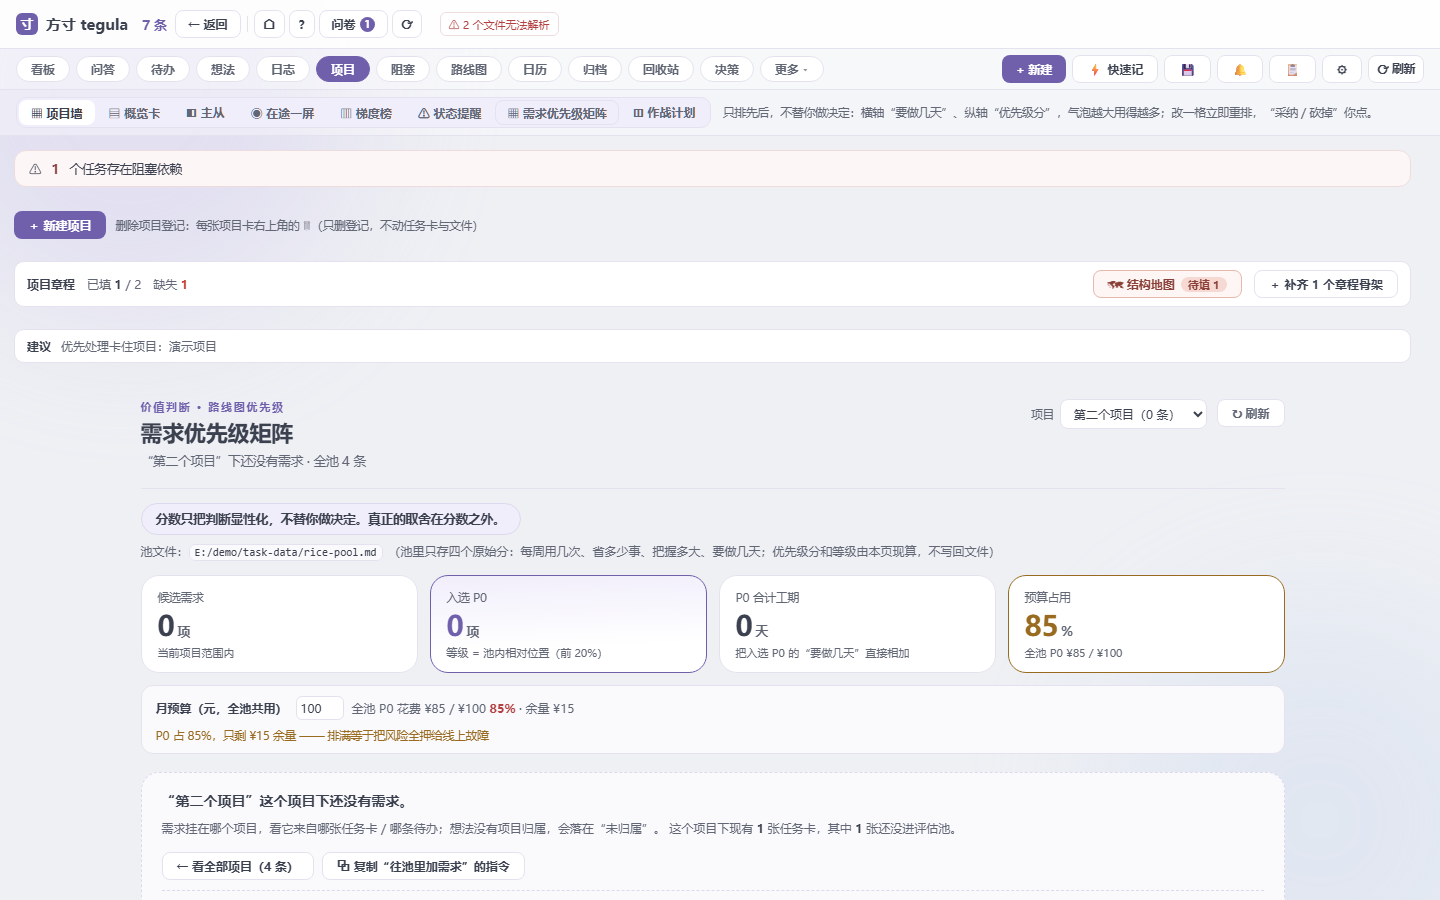 寸 方寸 tegula 7 条 ← 返回 ? 问卷 1 ⚠ 2 个文件无法解析
看板 问答 待办 想法 日志 项目 阻塞 路线图 日历 归档 回收站 决策 更多 + 新建 快速记 刷新
项目墙 概览卡 主从 在途一屏 梯度榜 状态提醒 需求优先级矩阵 作战计划 只排先后，不替你做决定：横轴“要做几天”、纵轴“优先级分”，气泡越大用得越多；改一格立即重排，“采纳 / 砍掉”你点。
⚠ 1 个任务存在阻塞依赖
+ 新建项目 删除项目登记：每张项目卡右上角的 （只删登记，不动任务卡与文件）
项目章程 已填 1 / 2 缺失 1 结构地图 待填 1 + 补齐 1 个章程骨架
建议 优先处理卡住项目：演示项目
价值判断 • 路线图优先级
需求优先级矩阵
项目 第二个项目（0 条） ↻ 刷新
“第二个项目”下还没有需求 · 全池 4 条
分数只把判断显性化，不替你做决定。真正的取舍在分数之外。
池文件： E:/demo/task-data/rice-pool.md （池里只存四个原始分：每周用几次、省多少事、把握多大、要做几天；优先级分和等级由本页现算，不写回文件）
候选需求
0 项
当前项目范围内
入选 P0
0 项
等级 = 池内相对位置（前 20%）
P0 合计工期
0 天
把入选 P0 的“要做几天”直接相加
预算占用
85 %
全池 P0 ¥85 / ¥100
月预算（元，全池共用） 100 全池 P0 花费 ¥85 / ¥100 85% · 余量 ¥15
P0 占 85%，只剩 ¥15 余量 —— 排满等于把风险全押给线上故障
“第二个项目”这个项目下还没有需求。
需求挂在哪个项目，看它来自哪张任务卡 / 哪条待办；想法没有项目归属，会落在“未归属”。 这个项目下现有 1 张任务卡，其中 1 张还没进评估池。
← 看全部项目（4 条） 复制“往池里加需求”的指令